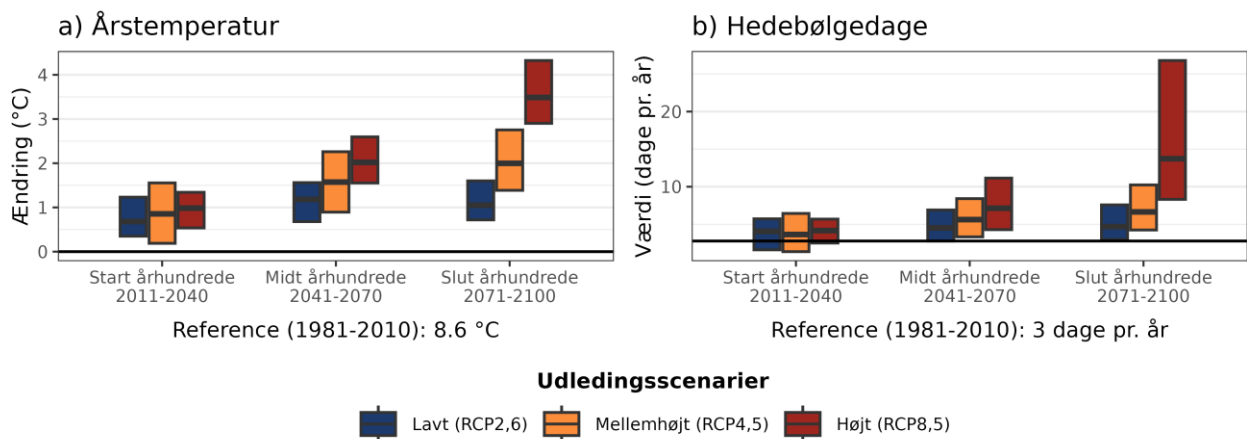 a) Årstemperatur
Ændring (°C)
4
3
2
1
0
Start århundrede
2011-2040
Midt århundrede
2041-2070
Slut århundrede
2071-2100
Reference (1981-2010): 8.6 °C
b) Hedebølgedage
Værdi (dage pr. år)
20
10
Start århundrede
2011-2040
Midt århundrede
2041-2070
Slut århundrede
2071-2100
Reference (1981-2010): 3 dage pr. år
Udledingsscenarier
Lavt (RCP2,6)
Mellemhøjt (RCP4,5)
Højt (RCP8,5)